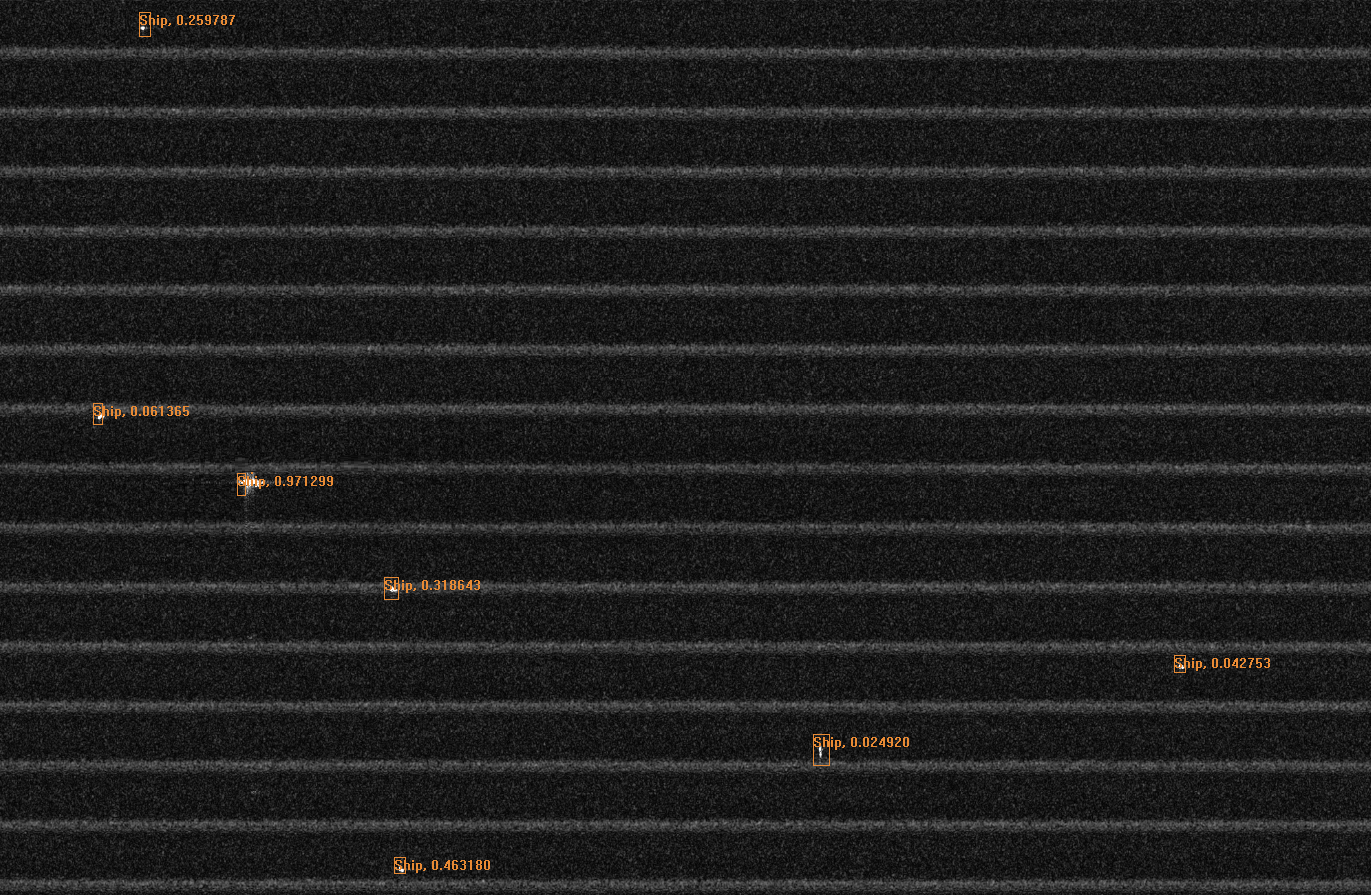 Ship, 0.259787
Ship, 0.061365
Ship, 0.971299
Ship, 0.318643
Ship, 0.042753
Ship, 0.024920
Ship, 0.463180